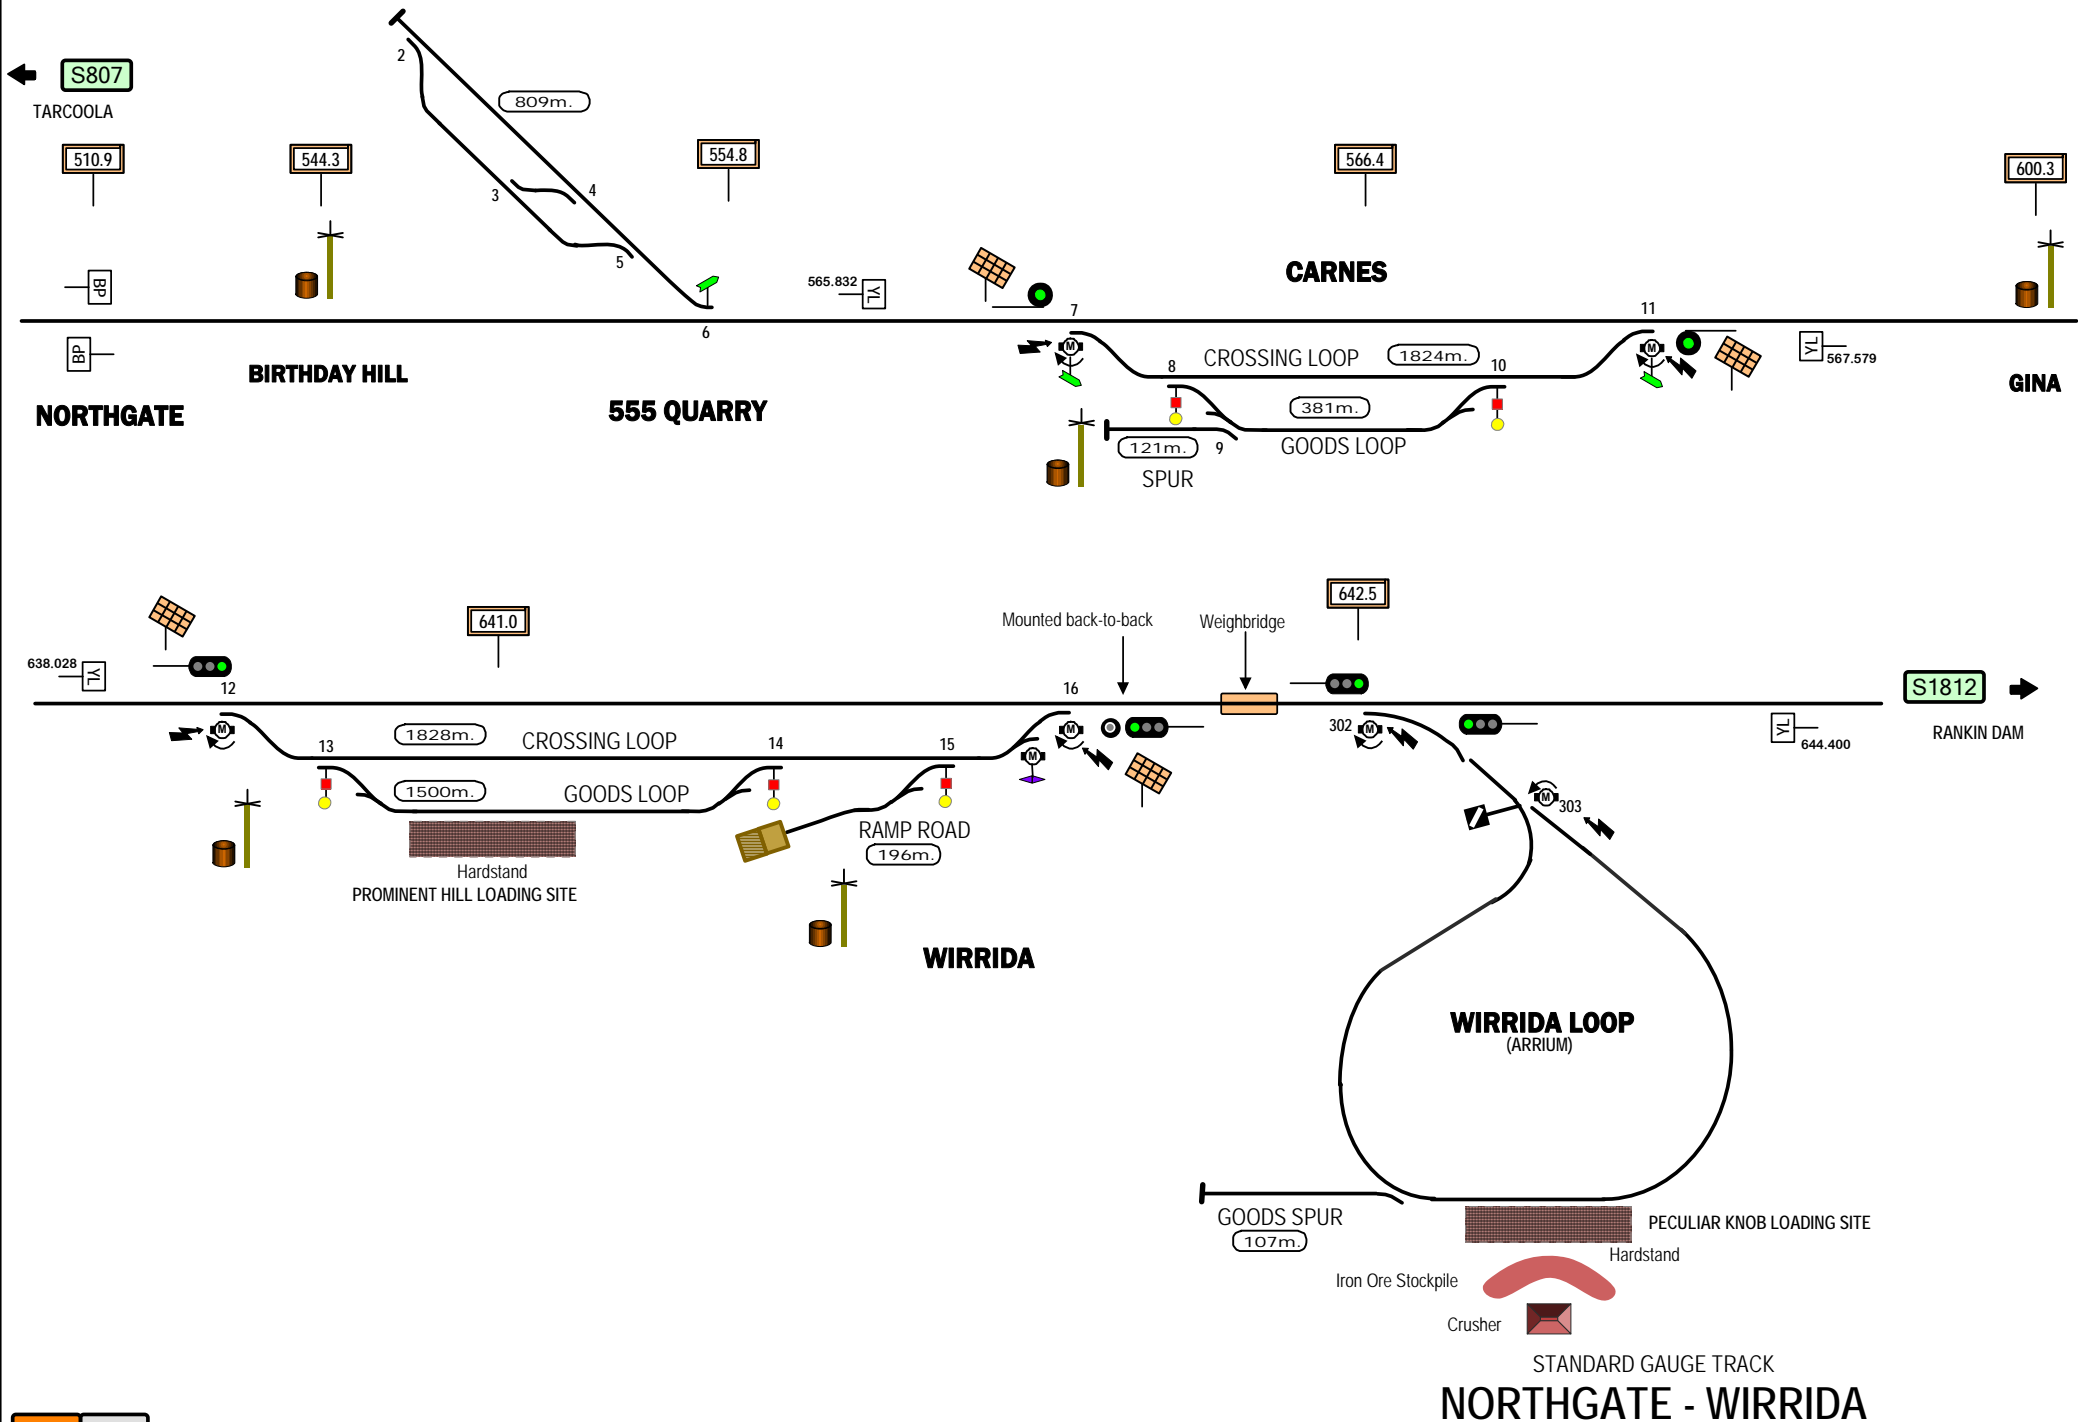 S807
TARCOOLA
510.9
544.3
554.8
566.4
600.3
2
809m.
3
4
5
6
BP
BP
565.832
YL
CARNES
7
11
YL
567.579
BIRTHDAY HILL
NORTHGATE
555 QUARRY
GINA
M
M
8
CROSSING LOOP
1824m.
10
381m.
GOODS LOOP
121m.
9
SPUR
641.0
642.5
Mounted back-to-back
Weighbridge
638.028
YL
12
16
S1812
RANKIN DAM
YL
644.400
M
13
1828m.
CROSSING LOOP
14
15
M
M
302
M
1500m.
GOODS LOOP
RAMP ROAD
196m.
M
303
Hardstand
PROMINENT HILL LOADING SITE
WIRRIDA
WIRRIDA LOOP
(ARRIUM)
GOODS SPUR
107m.
PECULIAR KNOB LOADING SITE
Hardstand
Iron Ore Stockpile
Crusher
STANDARD GAUGE TRACK
NORTHGATE - WIRRIDA